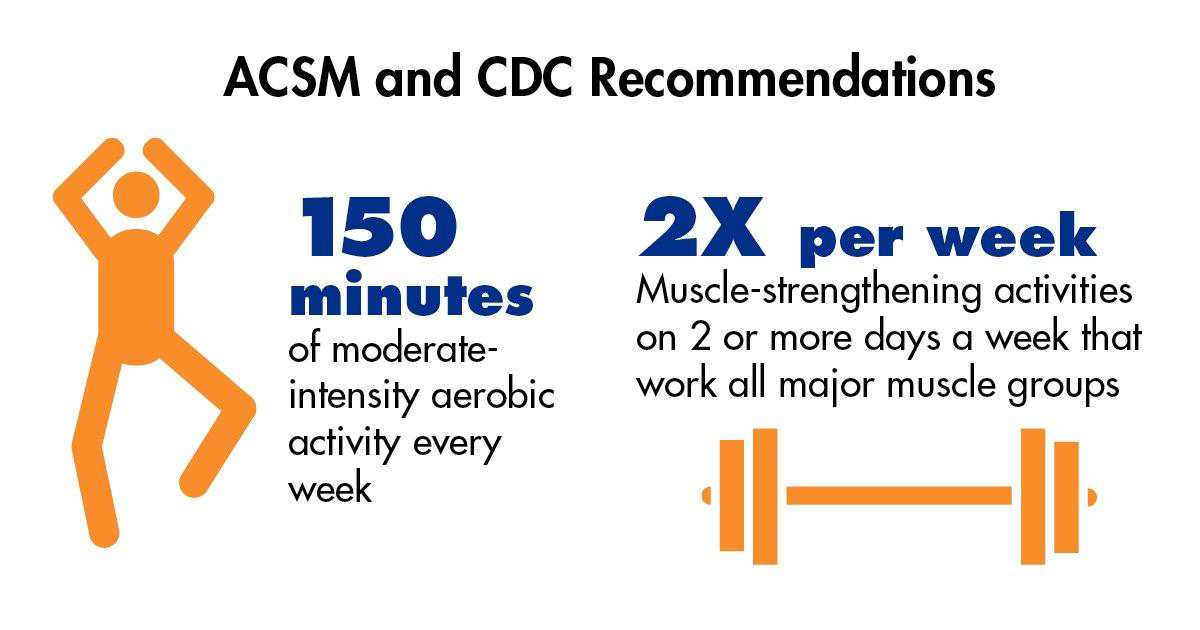 ACSM and CDC Recommendations
150
minutes
of moderate-
intensity aerobic
activity every
week
2X per week
Muscle-strengthening activities
on 2 or more days a week that
work all major muscle groups